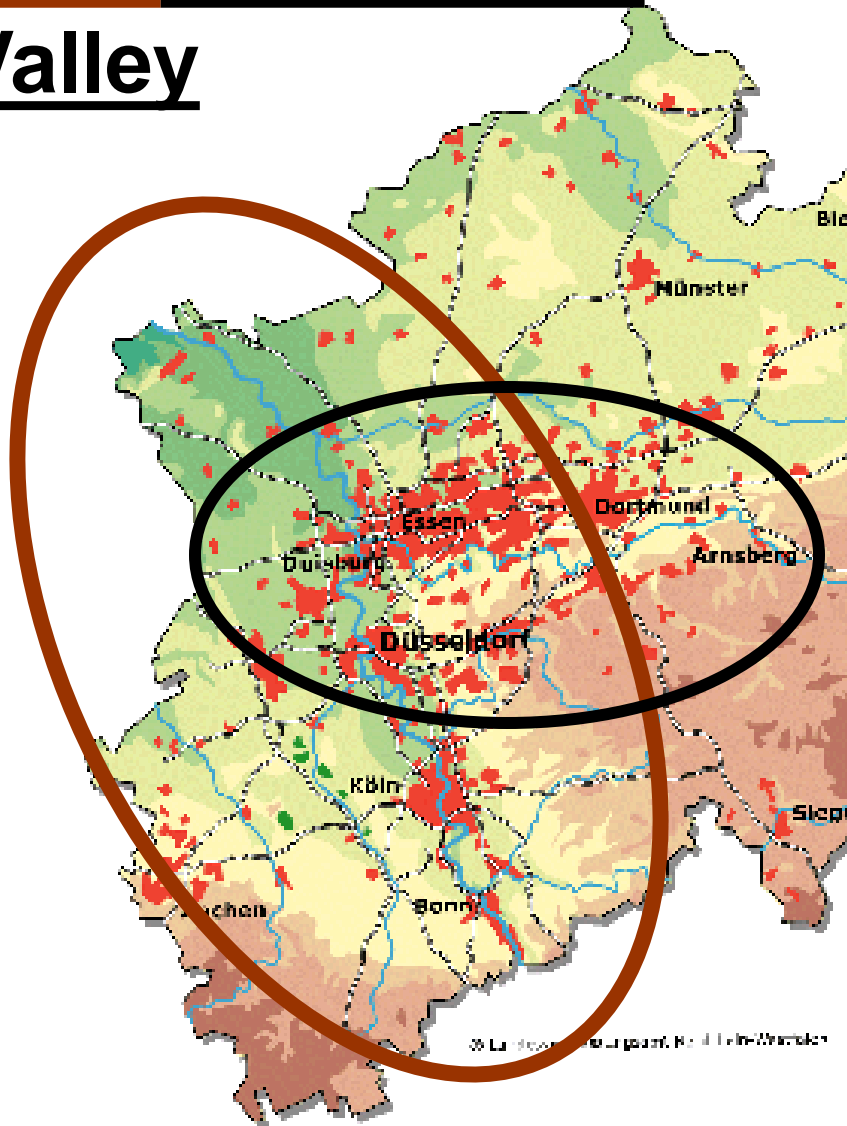 Valley
Münster
Dortmund
Essen
Arnsberg
Duisburg
Düsseldorf
Köln
Bonn